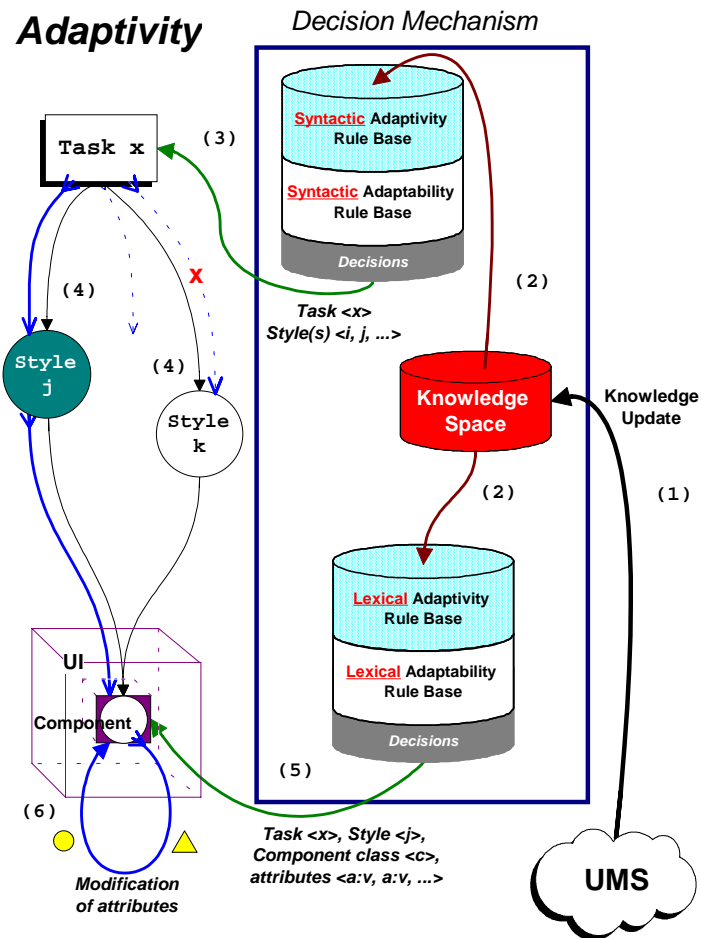 Adaptivity
Decision Mechanism
Task x
(3)
Syntactic Adaptivity
Rule Base
Syntactic Adaptability
Rule Base
Decisions
Task <x>
Style(s) <i, j, ...>
(2)
x
(4)
Style
j
(4)
Style
k
Knowledge
Space
Knowledge
Update
(2)
(1)
Lexical Adaptivity
Rule Base
Lexical Adaptability
Rule Base
Decisions
UI
Component
(5)
(6)
Modification
of attributes
Task <x>, Style <j>,
Component class <c>,
attributes <a:v, a:v, ...>
UMS